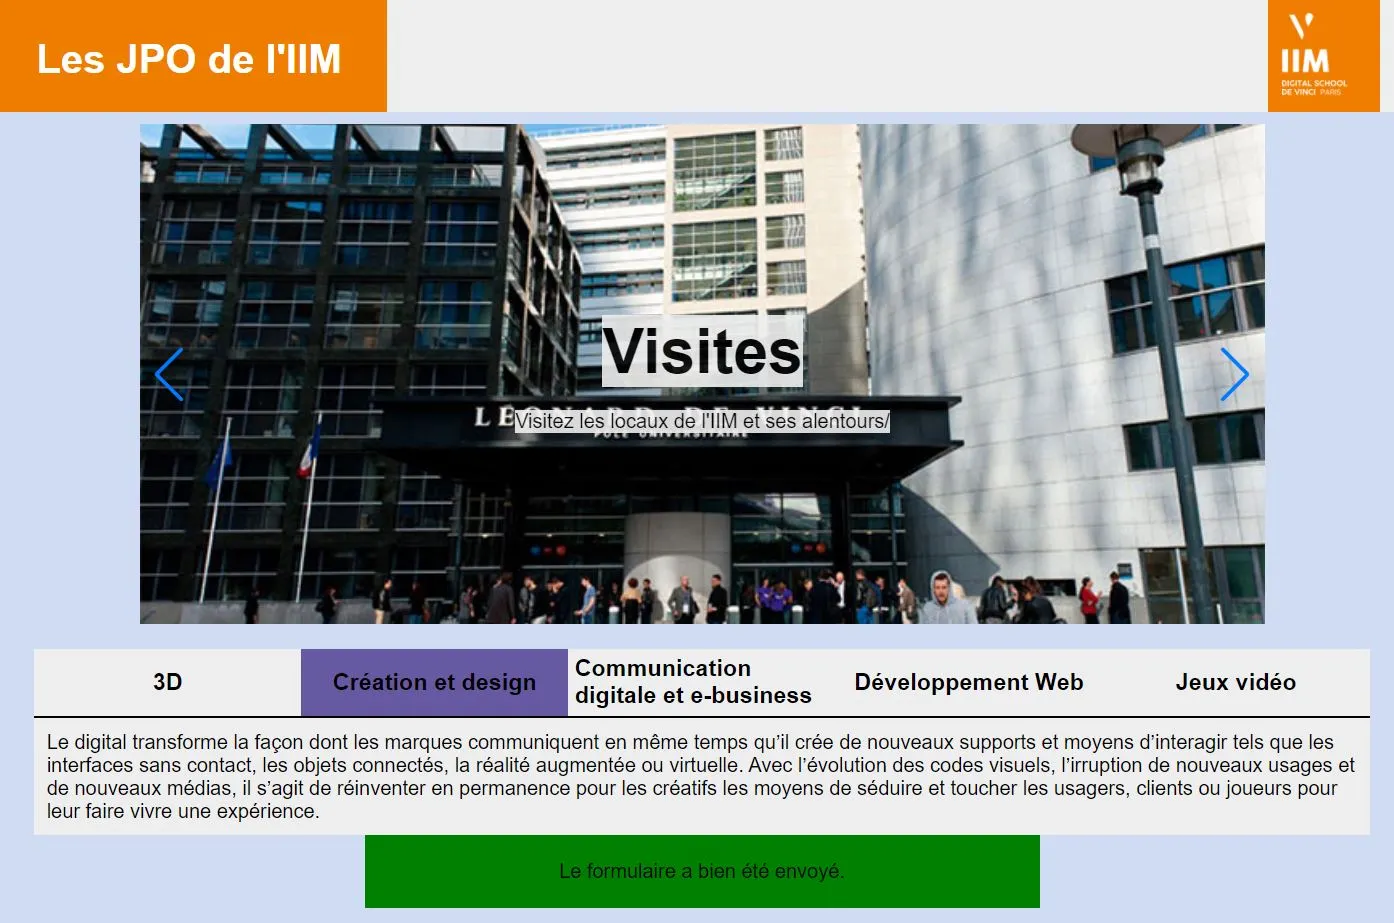 Les JPO de l'IIM
IIM
DIGITAL SCHOOL
DE VINCI PARIS
Visites
Visitez les locaux de l'IIM et ses alentours/
3D
Création et design
Communication
digitale et e-business
Développement Web
Jeux vidéo
Le digital transforme la façon dont les marques communiquent en même temps qu’il crée de nouveaux supports et moyens d’interagir tels que les
interfaces sans contact, les objets connectés, la réalité augmentée ou virtuelle. Avec l’évolution des codes visuels, l’irruption de nouveaux usages et
de nouveaux médias, il s’agit de réinventer en permanence pour les créatifs les moyens de séduire et toucher les usagers, clients ou joueurs pour
leur faire vivre une expérience.
Le formulaire a bien été envoyé.